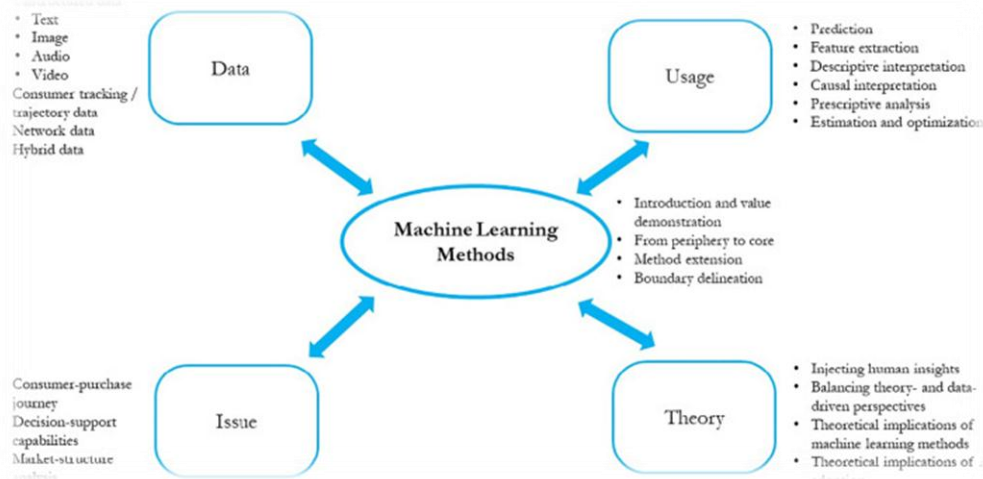 • Text
• Image
• Audio
• Video
Consumer tracking /
trajectory data
Network data
Hybrid data
Data
Usage
• Prediction
• Feature extraction
• Descriptive interpretation
• Causal interpretation
• Prescriptive analysis
• Estimation and optimization
Machine Learning
Methods
• Introduction and value
demonstration
• From periphery to core
• Method extension
• Boundary delineation
Consumer-purchase
journey
Decision-support
capabilities
Market-structure
Issue
Theory
• Injecting human insights
• Balancing theory- and data-
driven perspectives
• Theoretical implications of
machine learning methods
• Theoretical implications of